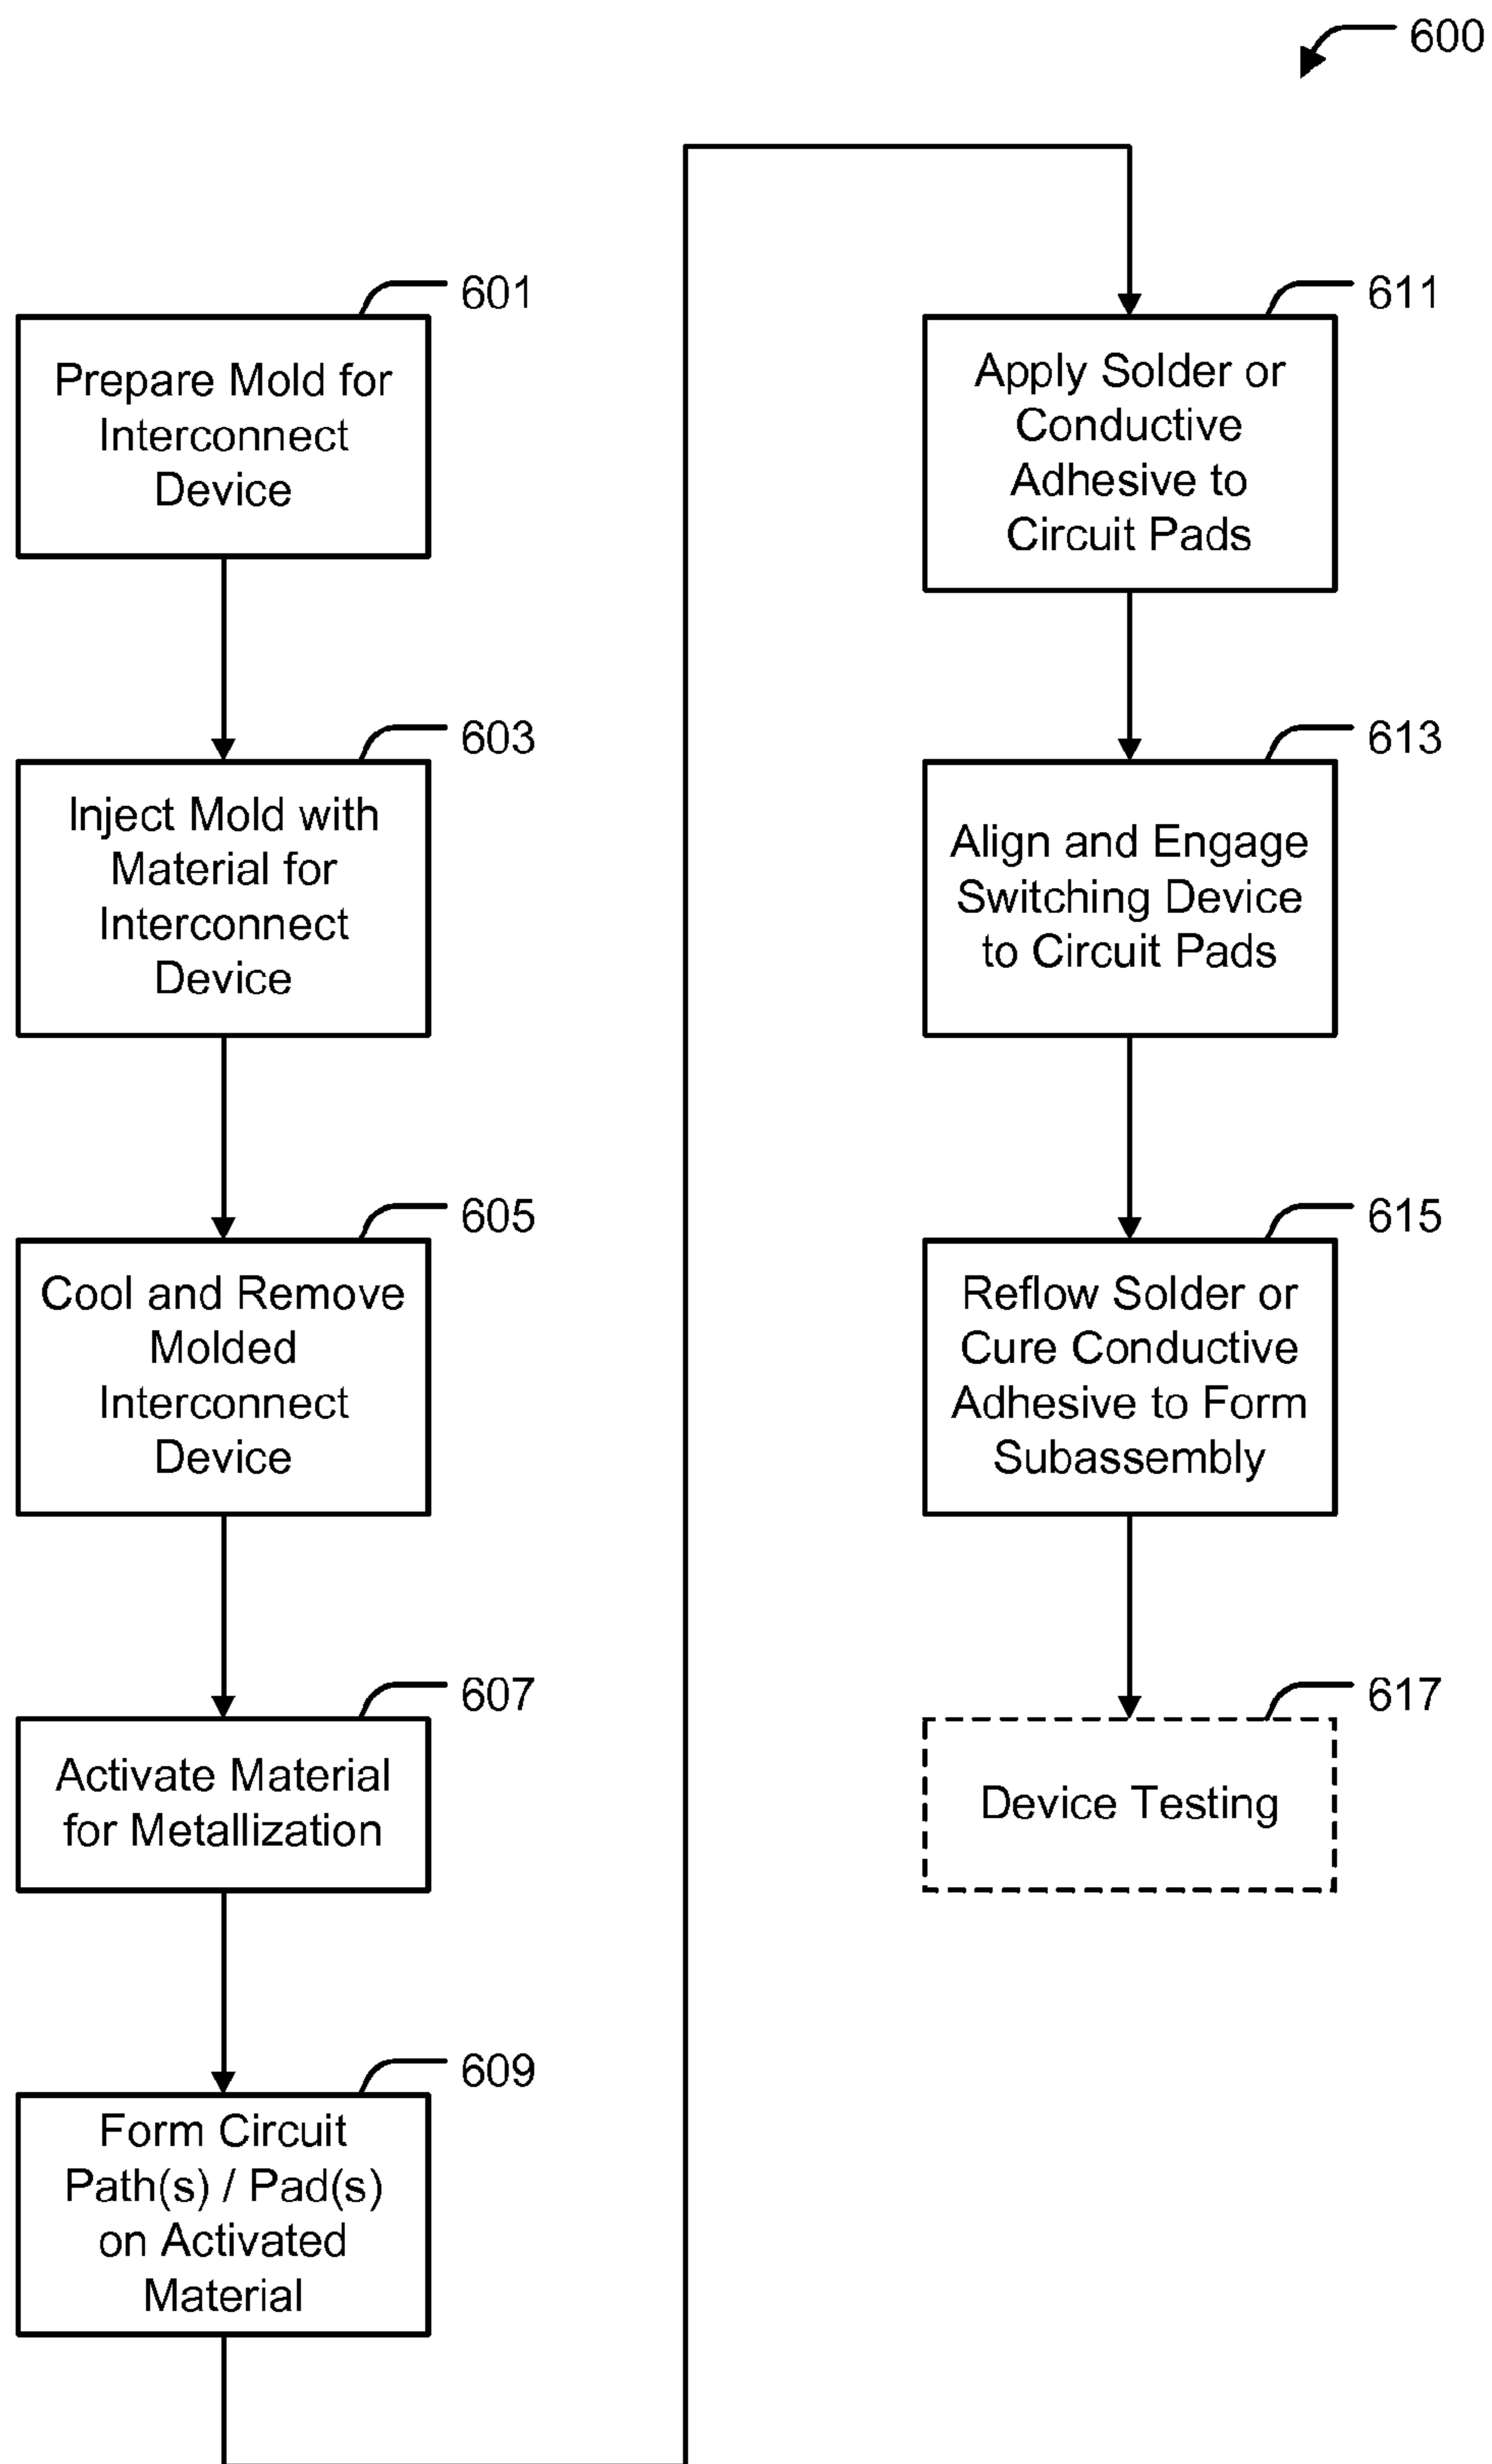 600
601
Prepare Mold for
Interconnect
Device
603
Inject Mold with
Material for
Interconnect
Device
605
Cool and Remove
Molded
Interconnect
Device
607
Activate Material
for Metallization
609
Form Circuit
Path(s) / Pad(s)
on Activated
Material
611
Apply Solder or
Conductive
Adhesive to
Circuit Pads
613
Align and Engage
Switching Device
to Circuit Pads
615
Reflow Solder or
Cure Conductive
Adhesive to Form
Subassembly
617
Device Testing